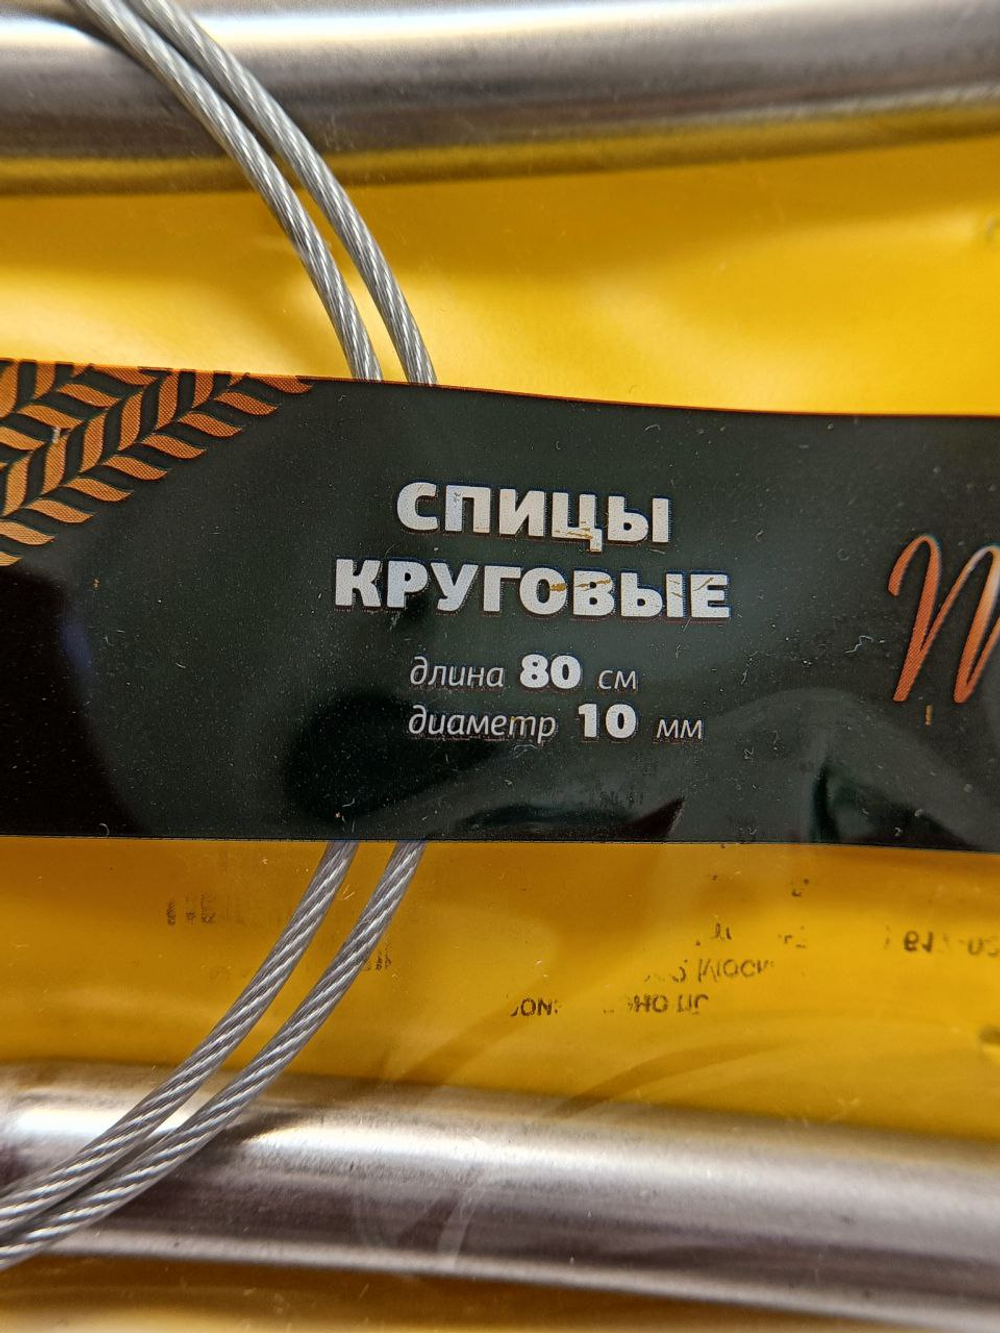 СПИЦЫ
КРУГОВЫЕ
длина 80 см
диаметр 10 мм